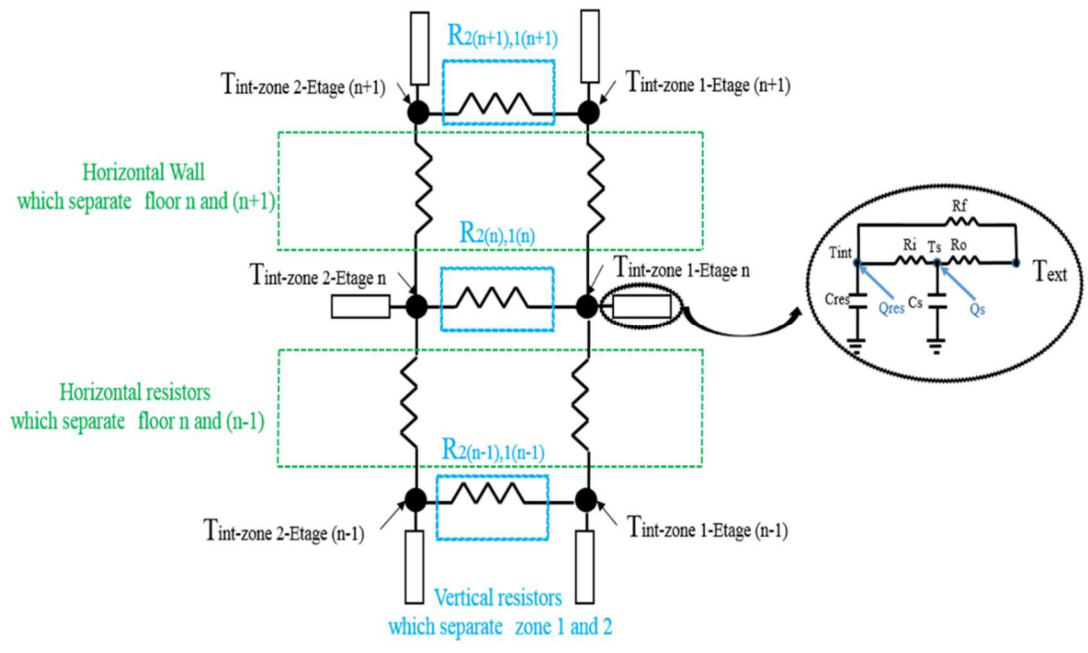 R2(n+1),1(n+1)
Tint-zone 2-Etage (n+1)
Tint-zone 1-Etage (n+1)
Horizontal Wall
which separate floor n and (n+1)
R2(n),1(n)
Tint-zone 2-Etage n
Tint-zone 1-Etage n
Rf
Tint
Ri
Ts
Ro
Text
Cres
Qres
Cs
Qs
Horizontal resistors
which separate floor n and (n-1)
R2(n-1),1(n-1)
Tint-zone 2-Etage (n-1)
Tint-zone 1-Etage (n-1)
Vertical resistors
which separate zone 1 and 2